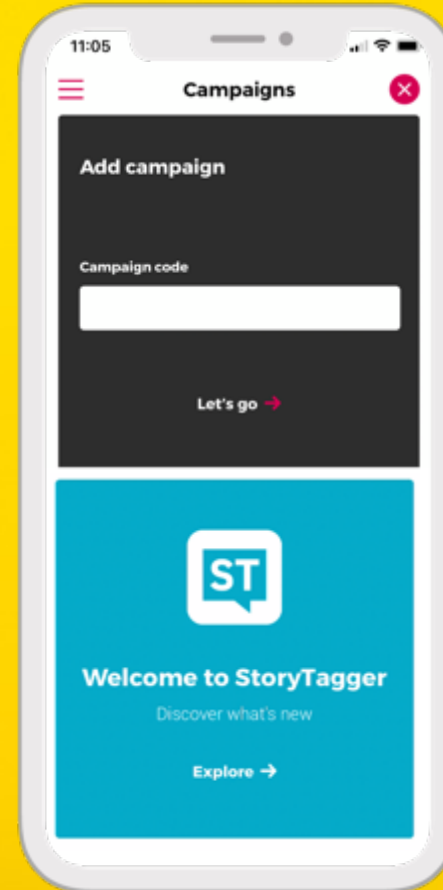 11:05
Campaigns
Add campaign
Campaign code
Let's go →
ST
Welcome to StoryTagger
Discover what's new
Explore →